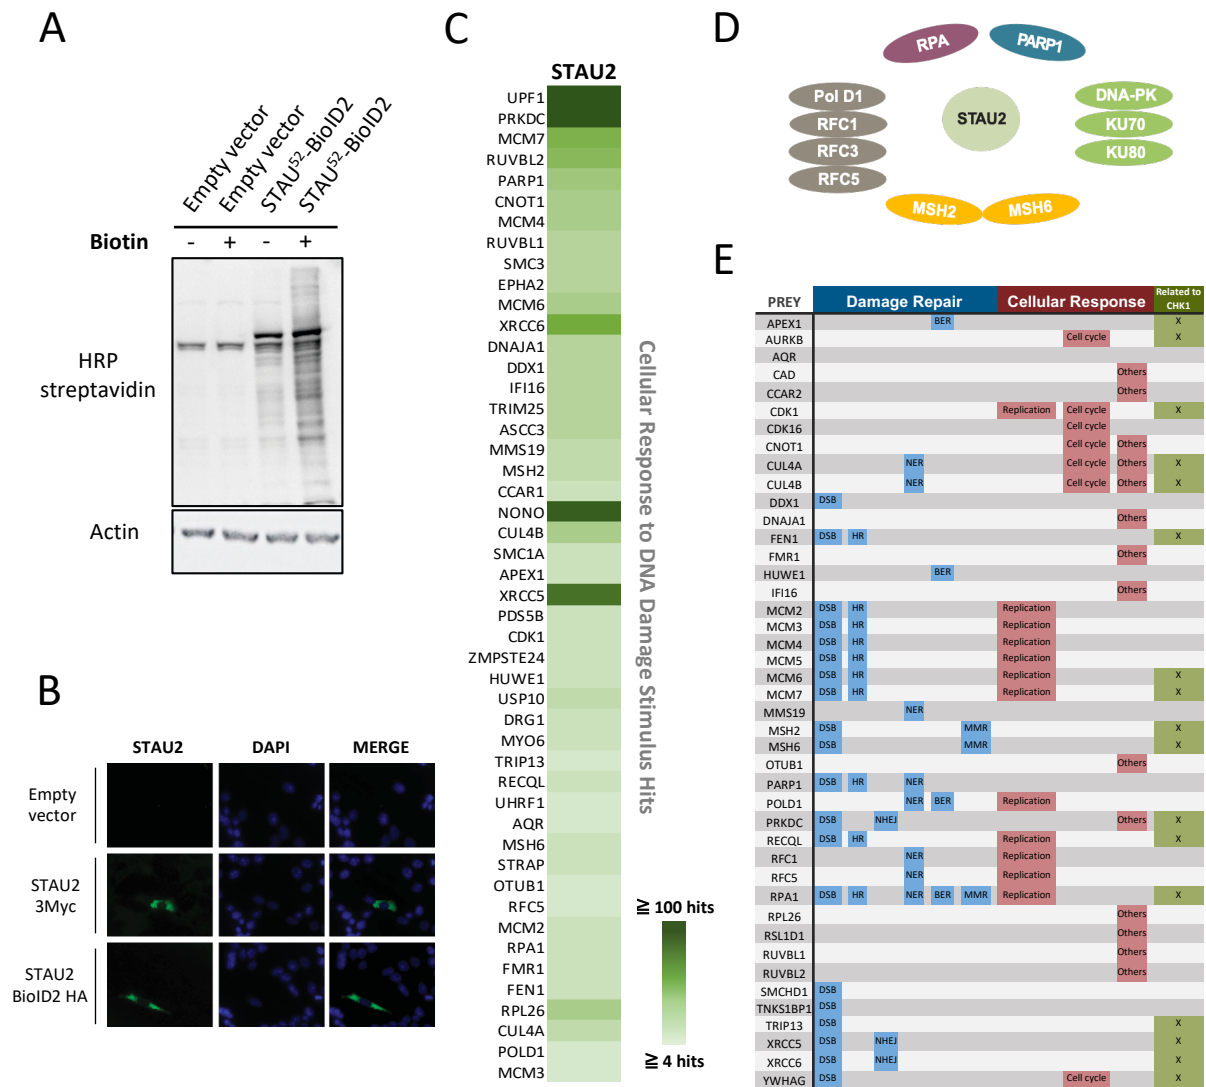 A
Empty vector
Empty vector
STAU⁵²-BioID2
STAU⁵²-BioID2
Biotin - + - +
HRP
streptavidin
Actin
B
STAU2 DAPI MERGE
Empty
vector
STAU2
3Myc
STAU2
BioID2 HA
C
STAU2
UPF1
PRKDC
MCM7
RUVBL2
PARP1
CNOT1
MCM4
RUVBL1
SMC3
EPHA2
MCM6
XRCC6
DNAJA1
DDX1
IFI16
TRIM25
ASCC3
MMS19
MSH2
CCAR1
NONO
CUL4B
SMC1A
APEX1
XRCC5
PDS5B
CDK1
ZMPSTE24
HUWE1
USP10
DRG1
MYO6
TRIP13
RECQL
UHRF1
AQR
MSH6
STRAP
OTUB1
RFC5
MCM2
RPA1
FMR1
FEN1
RPL26
CUL4A
POLD1
MCM3
Cellular Response to DNA Damage Stimulus Hits
≧ 100 hits
≧ 4 hits
D
RPA PARP1
Pol D1
RFC1
RFC3
RFC5
STAU2
DNA-PK
KU70
KU80
MSH2 MSH6
E
PREY Damage Repair Cellular Response Related to
CHK1
APEX1 BER X
AURKB Cell cycle X
AQR
CAD Others
CCAR2 Others
CDK1 Replication Cell cycle X
CDK16 Cell cycle
CNOT1 Cell cycle Others
CUL4A NER Cell cycle Others X
CUL4B NER Cell cycle Others X
DDX1 DSB
DNAJA1 Others
FEN1 DSB HR X
FMR1 Others
HUWE1 BER
IFI16 Others
MCM2 DSB HR Replication
MCM3 DSB HR Replication
MCM4 DSB HR Replication
MCM5 DSB HR Replication
MCM6 DSB HR Replication X
MCM7 DSB HR Replication X
MMS19 NER
MSH2 DSB MMR X
MSH6 DSB MMR X
OTUB1 Others
PARP1 DSB HR NER
POLD1 NER BER Replication
PRKDC DSB NHEJ Others X
RECQL DSB HR Replication X
RFC1 NER Replication
RFC5 NER Replication
RPA1 DSB HR NER BER MMR Replication X
RPL26 Others
RSL1D1 Others
RUVBL1 Others
RUVBL2 Others
SMCHD1 DSB
TNKS1BP1 DSB
TRIP13 DSB X
XRCC5 DSB NHEJ X
XRCC6 DSB NHEJ X
YWHAG DSB Cell cycle X